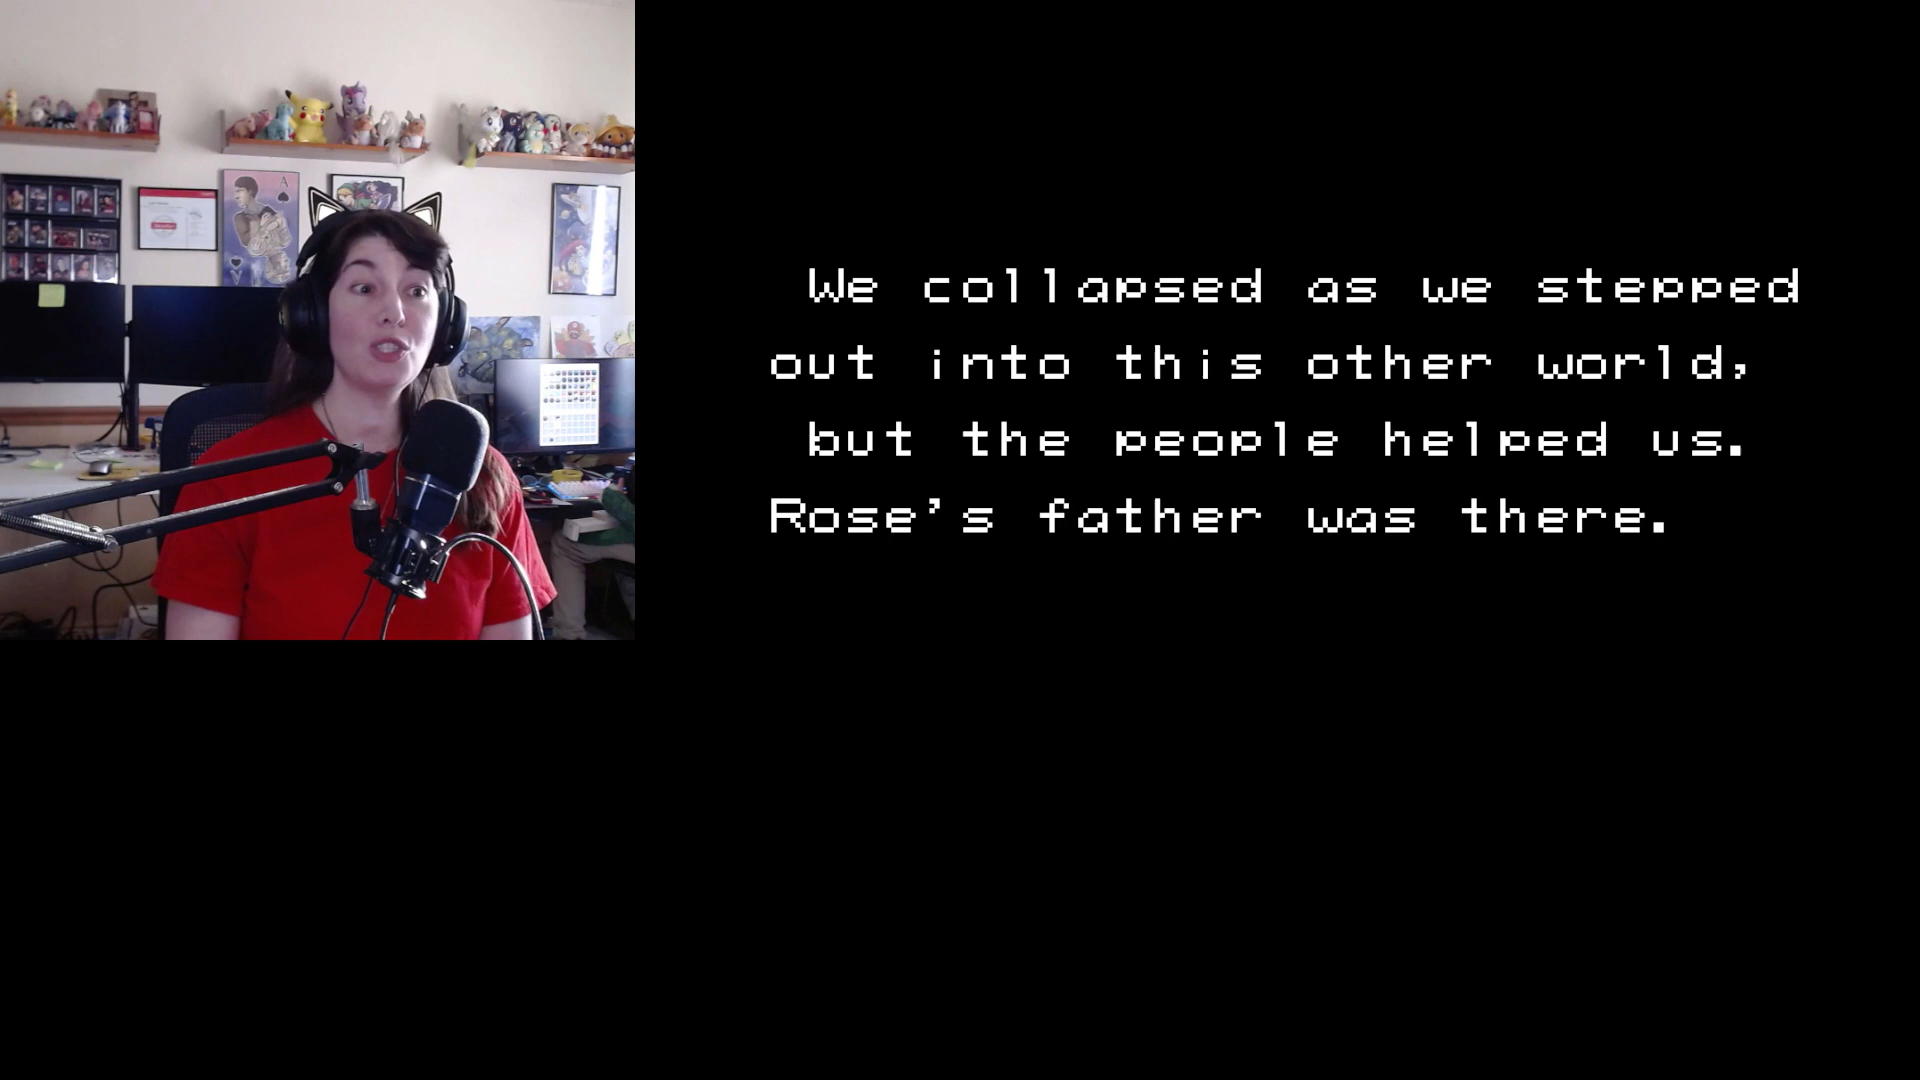 We collapsed as we stepped
out into this other world,
but the people helped us.
Rose's father was there.
A
A